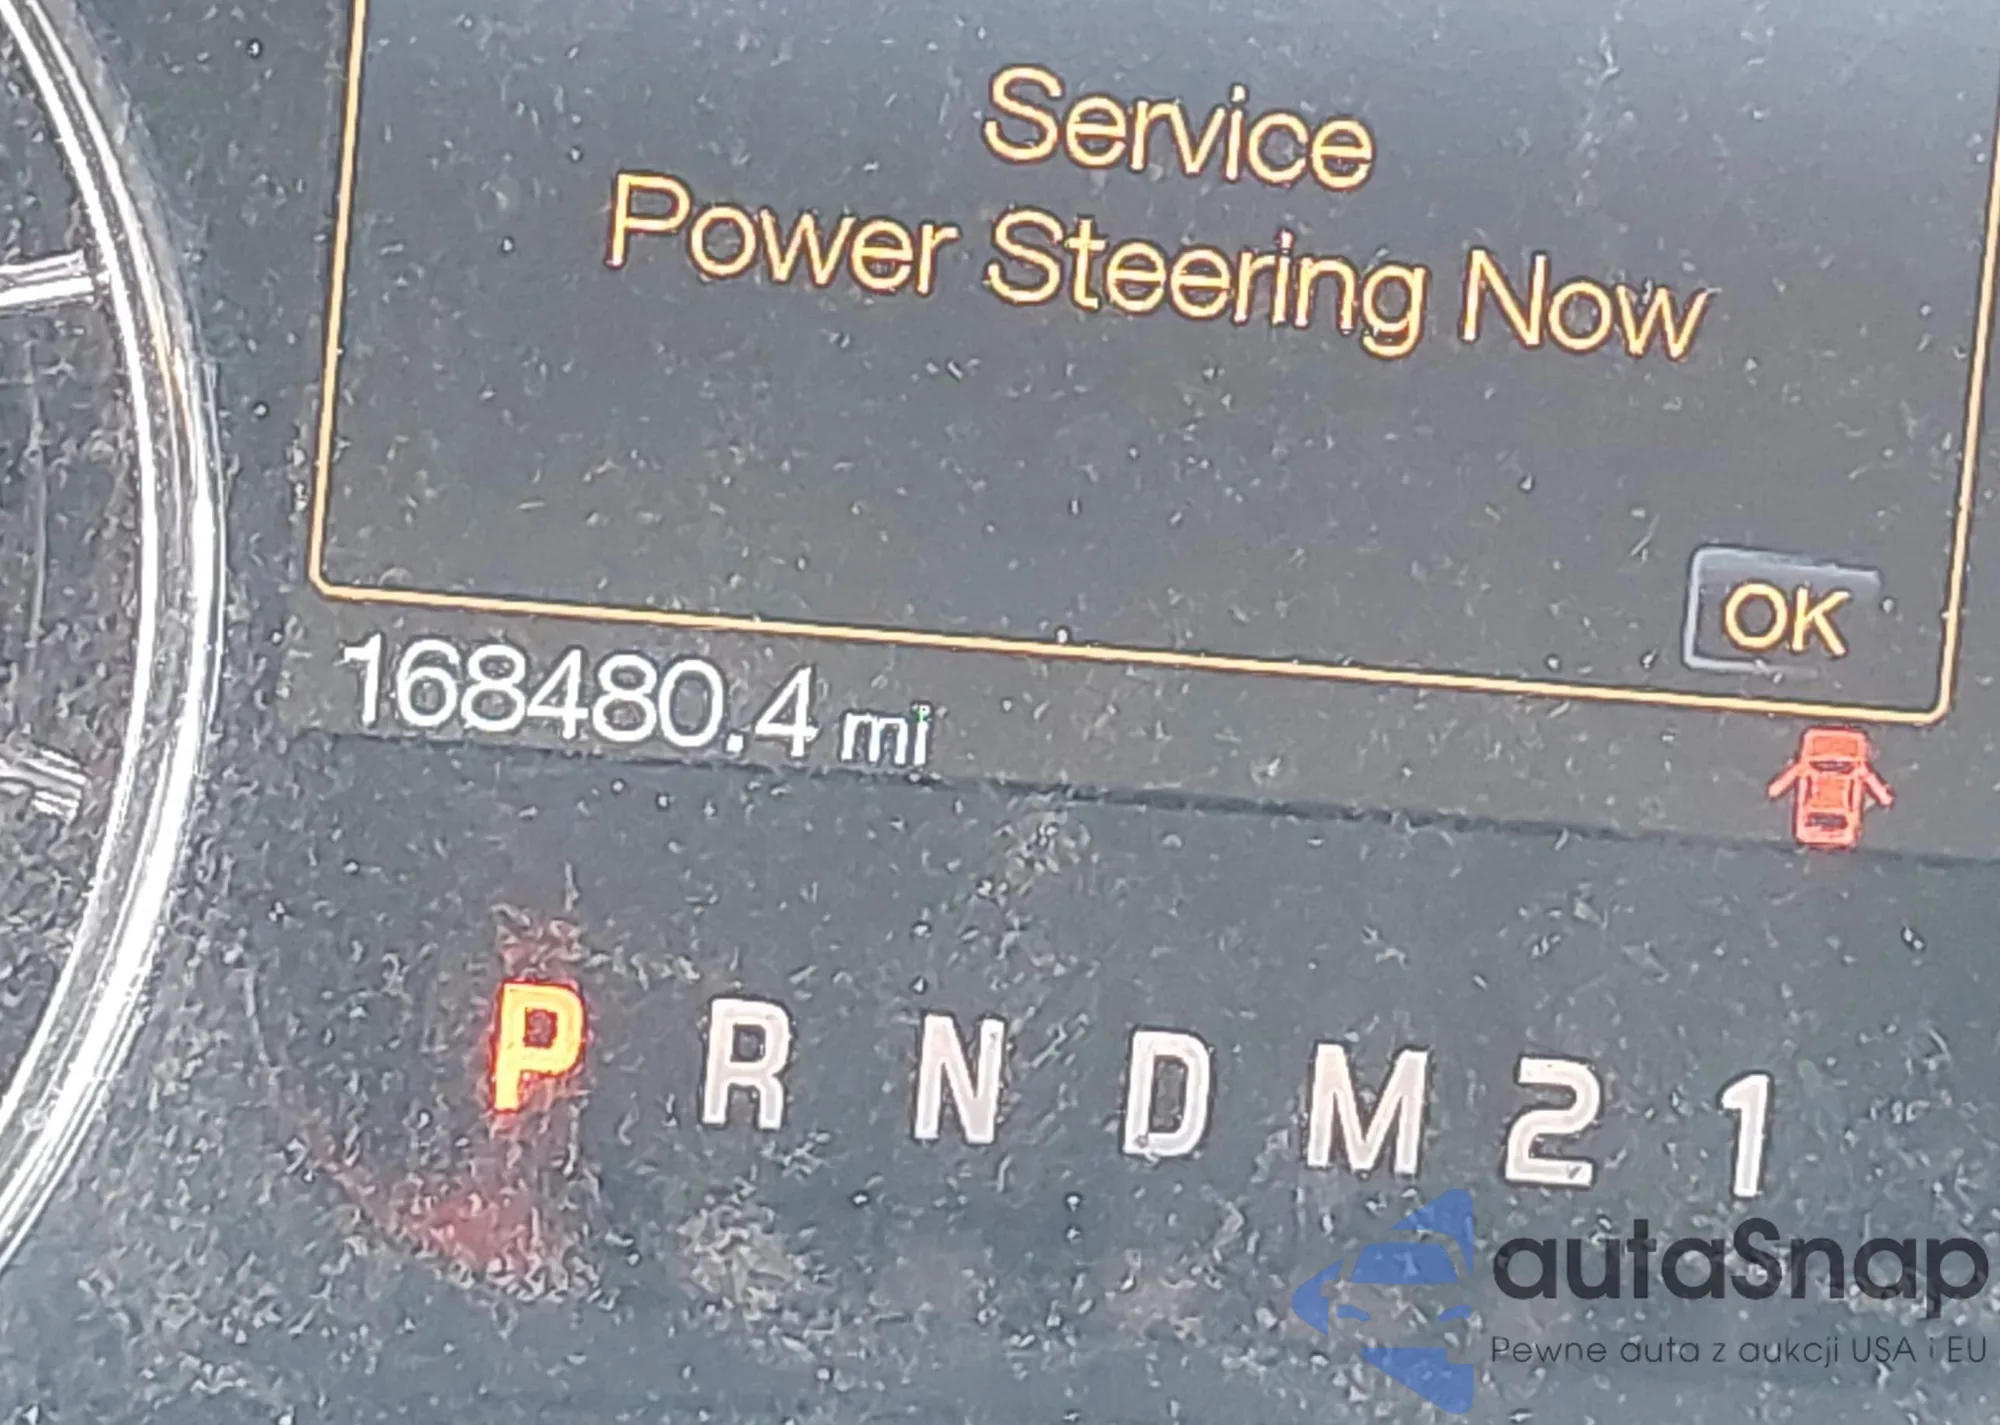 Service
Power Steering Now
OK
168480.4 mi
P R N D M 2 1
autaSnap
Pewne auta z aukcji USA i EU